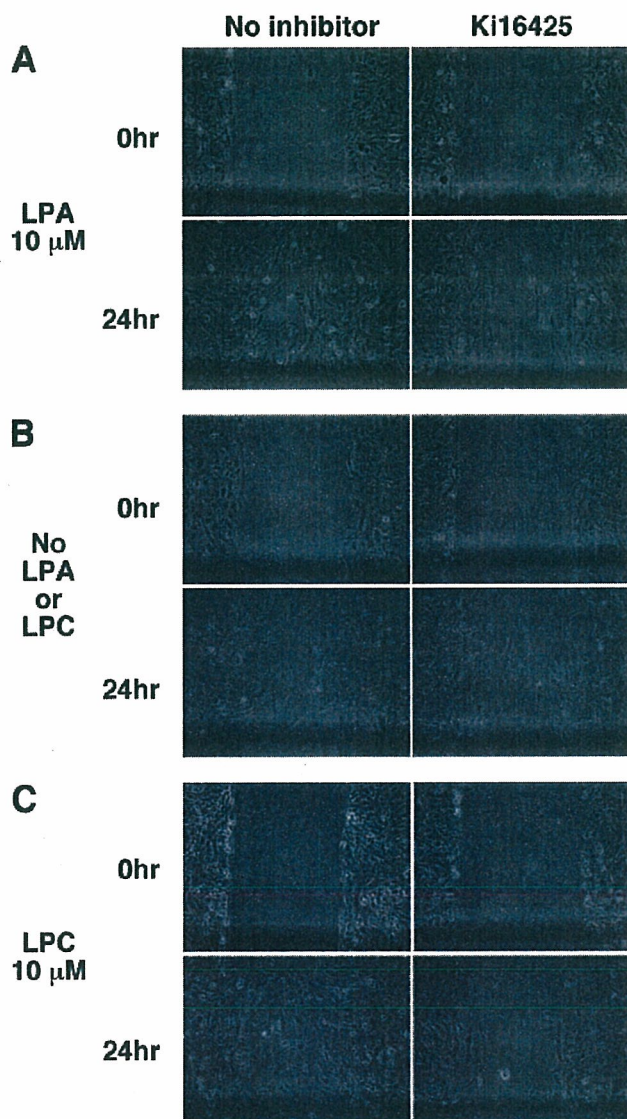 No inhibitor Ki16425
A
0hr
LPA
10 μM
24hr
B
0hr
No
LPA
or
LPC
24hr
C
0hr
LPC
10 μM
24hr